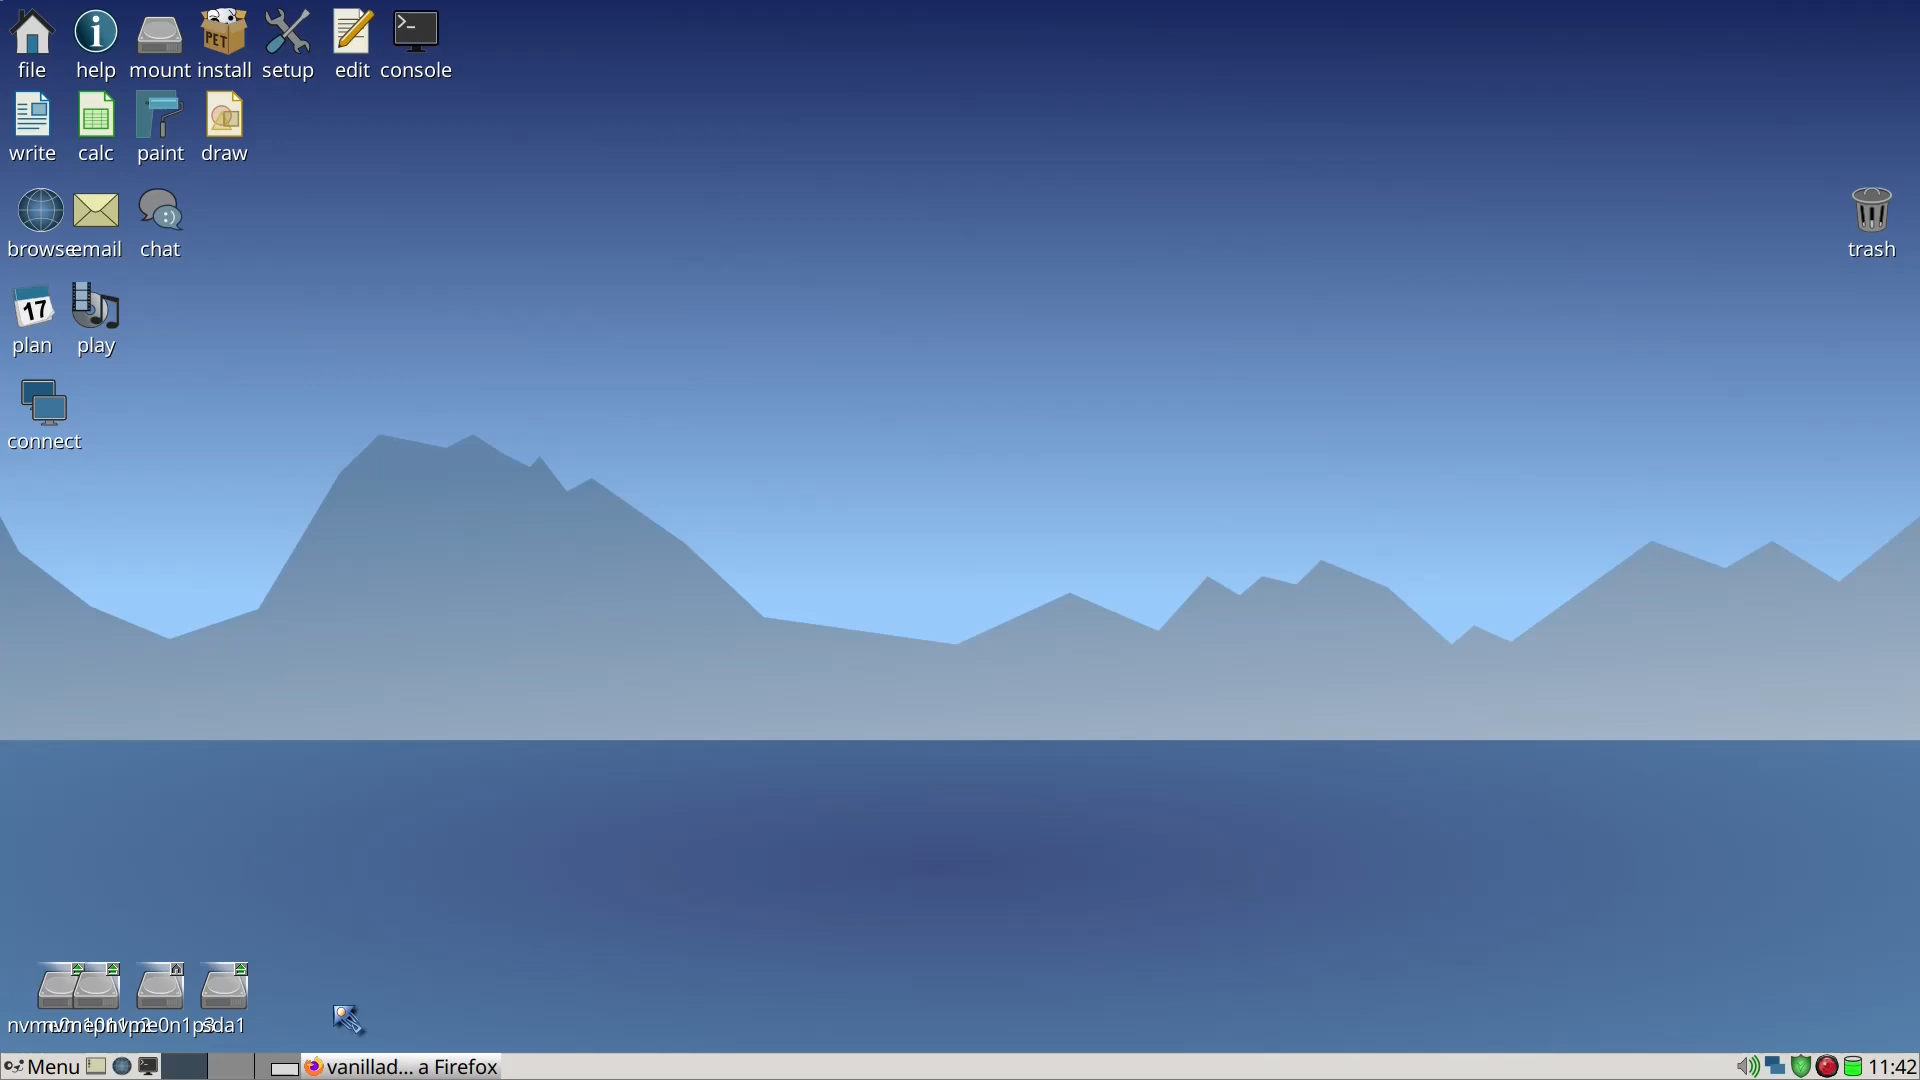 file help mount install setup edit console
PET
write calc paint draw
browse email chat
trash
17
plan play
connect
sda1
Menu vanillad... a Firefox 11:42